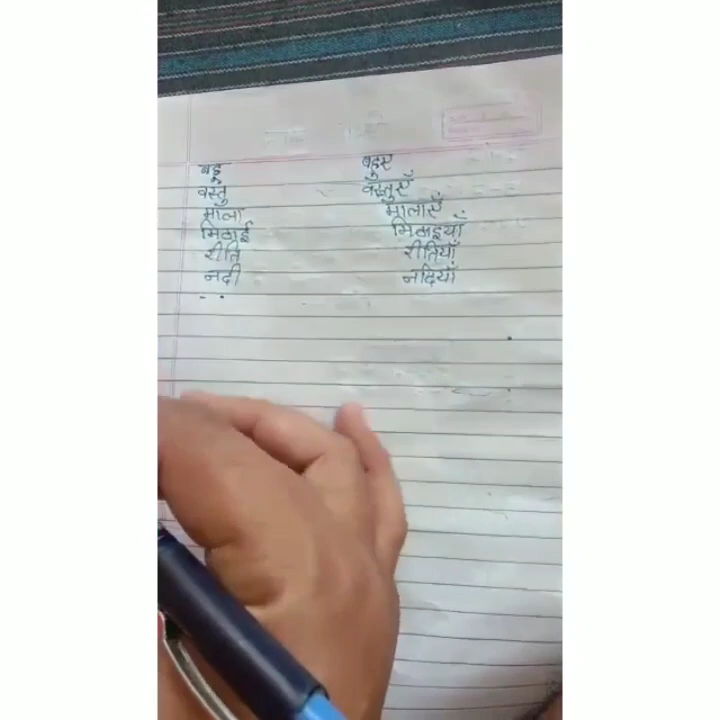 बहू बहुएँ
वस्तु वस्तुएँ
माला मालाएँ
मिठाई मिठाइयाँ
रीति रीतियाँ
नदी नदियाँ